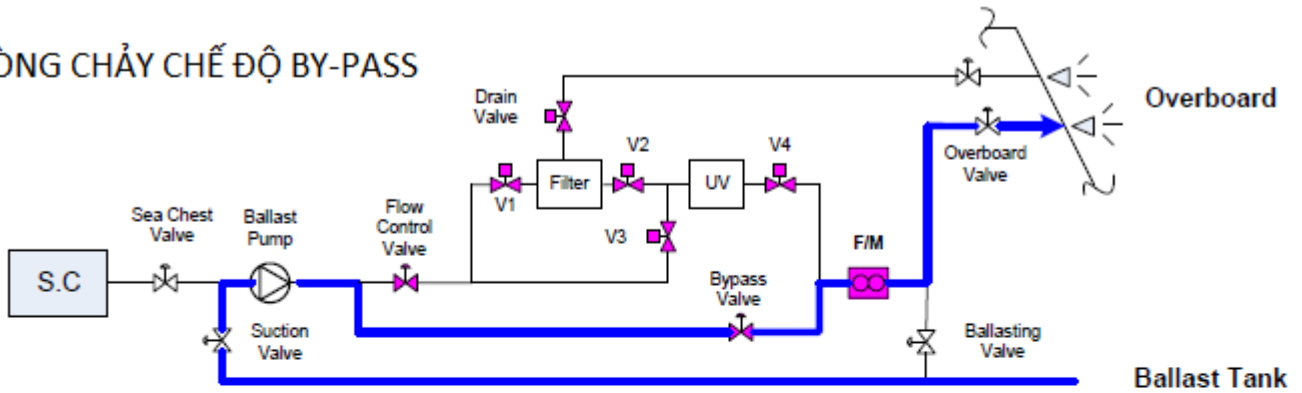 ÒNG CHẢY CHẾ ĐỘ BY-PASS
Drain
Valve
Overboard
V2
V4
Overboard
Valve
Filter
UV
V1
Sea Chest
Valve
Ballast
Pump
Flow
Control
Valve
V3
F/M
S.C
Bypass
Valve
Suction
Valve
Ballasting
Valve
Ballast Tank